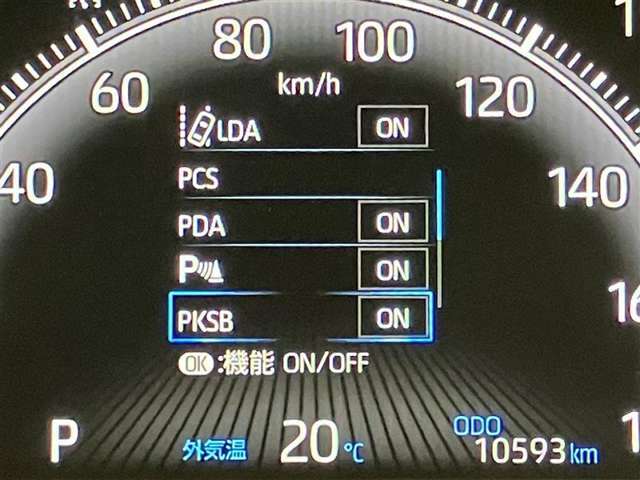 80 100
60 km/h 120
40 140
LDA ON
PCS
PDA ON
P ON
PKSB ON
OK :機能 ON/OFF
P 外気温 20℃ ODO 10593km